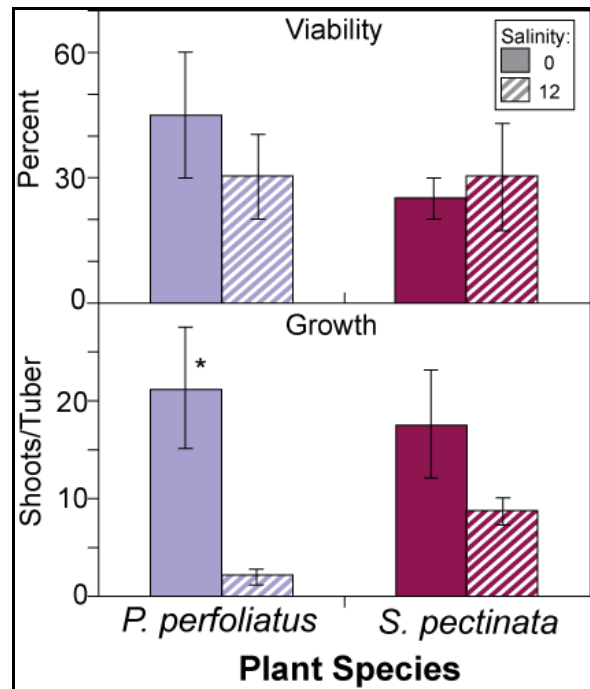 Viability
Salinity:
0
12
Percent
60
30
0
Growth
*
Shoots/Tuber
20
10
0
P. perfoliatus S. pectinata
Plant Species